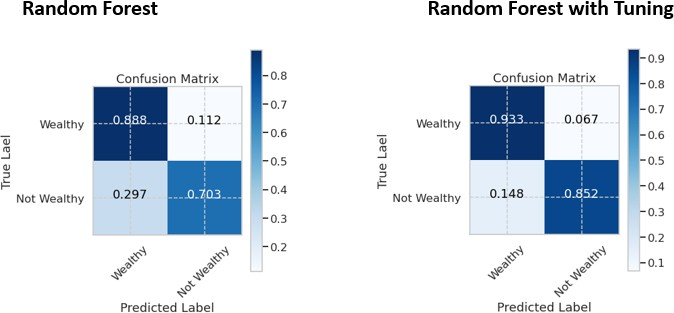 Random Forest
Confusion Matrix
True Lael
Wealthy
Not Wealthy
0.888
0.112
0.297
0.703
Wealthy
Not Wealthy
Predicted Label
0.8
0.7
0.6
0.5
0.4
0.3
0.2
Random Forest with Tuning
Confusion Matrix
True Lael
Wealthy
Not Wealthy
0.933
0.067
0.148
0.852
Wealthy
Not Wealthy
Predicted Label
0.9
0.8
0.7
0.6
0.5
0.4
0.3
0.2
0.1